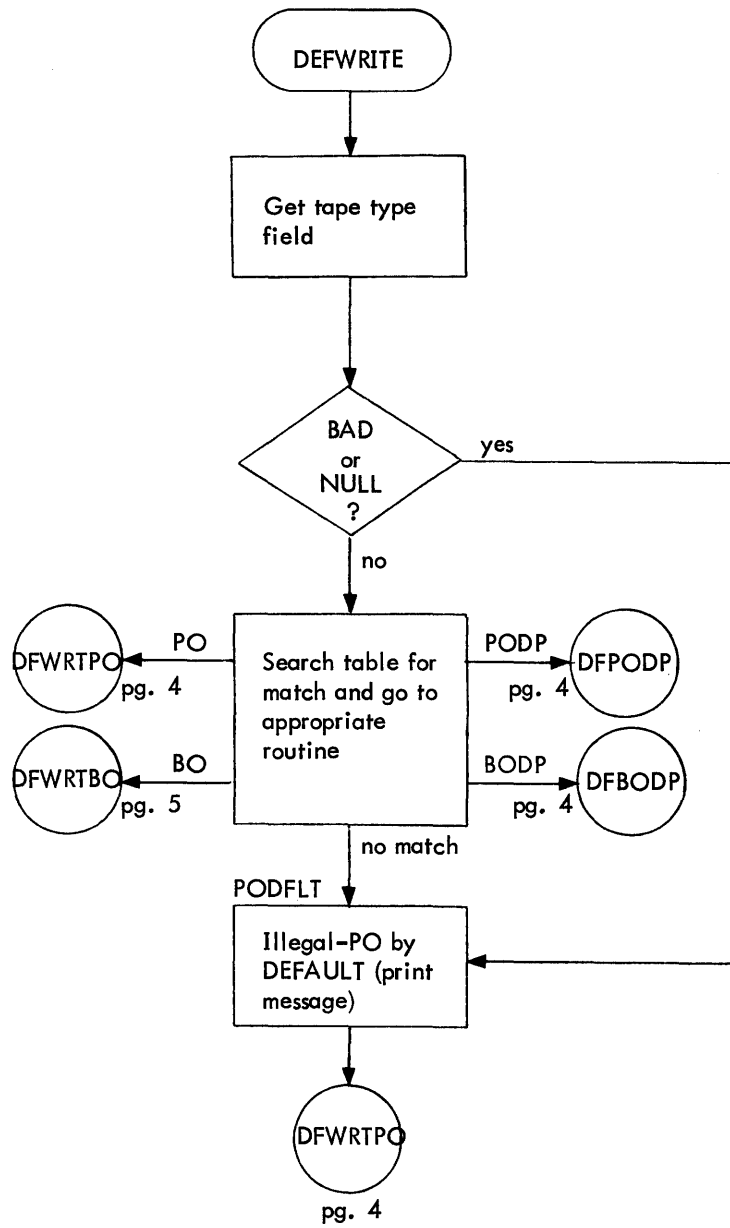 DEFWRITE
Get tape type
field
BAD
or
NULL
?
yes
no
DFWRTPO
PO
pg. 4
DFWRTBO
BO
pg. 5
Search table for
match and go to
appropriate
routine
PODP
pg. 4
DFPODP
BODP
pg. 4
DFBODP
no match
PODFLT
Illegal-PO by
DEFAULT (print
message)
DFWRTPO
pg. 4